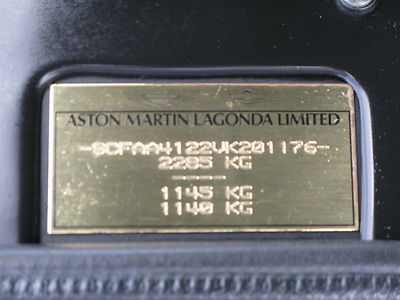 ASTON MARTIN LAGONDA LIMITED
-SCFAA4122VK201176-
2285 KG
----
1145 KG
1140 KG